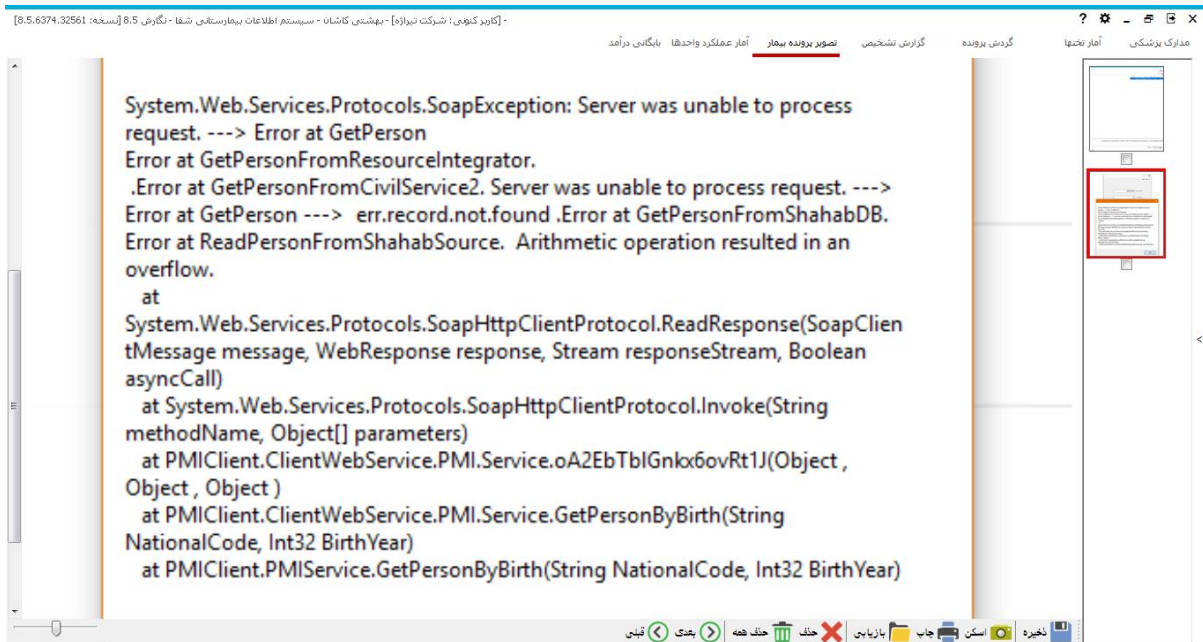 - [کاربر کنونی: شرکت تیراژه] - بهشتی کاشان - سیستم اطلاعات بیمارستانی شفا - نگارش 8.5 [نسخه: 8.5.6374.32561]
مدارک پزشکی آمار تختها گردش پرونده گزارش تشخیص تصویر پرونده بیمار آمار عملکرد واحدها بایگانی درآمد
System.Web.Services.Protocols.SoapException: Server was unable to process
request. ---> Error at GetPerson
Error at GetPersonFromResourceIntegrator.
.Error at GetPersonFromCivilService2. Server was unable to process request. --->
Error at GetPerson ---> err.record.not.found .Error at GetPersonFromShahabDB.
Error at ReadPersonFromShahabSource. Arithmetic operation resulted in an
overflow.
at
System.Web.Services.Protocols.SoapHttpClientProtocol.ReadResponse(SoapClien
tMessage message, WebResponse response, Stream responseStream, Boolean
asyncCall)
at System.Web.Services.Protocols.SoapHttpClientProtocol.Invoke(String
methodName, Object[] parameters)
at PMIClient.ClientWebService.PMI.Service.oA2EbTblGnkx6ovRt1J(Object ,
Object , Object )
at PMIClient.ClientWebService.PMI.Service.GetPersonByBirth(String
NationalCode, Int32 BirthYear)
at PMIClient.PMIService.GetPersonByBirth(String NationalCode, Int32 BirthYear)
ذخیره اسکن چاپ بازیابی حذف حذف همه بعدی قبلی